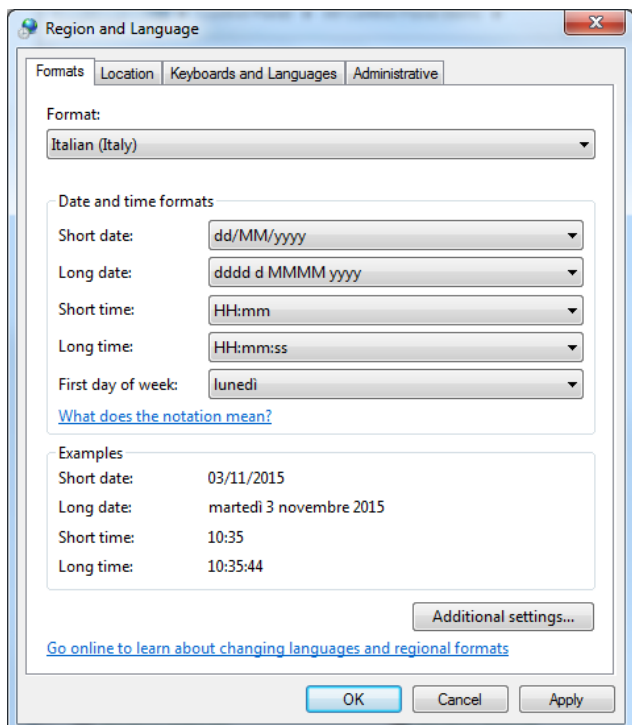 Region and Language
Formats Location Keyboards and Languages Administrative
Format:
Italian (Italy)
Date and time formats
Short date: dd/MM/yyyy
Long date: dddd d MMMM yyyy
Short time: HH:mm
Long time: HH:mm:ss
First day of week: lunedì
What does the notation mean?
Examples
Short date: 03/11/2015
Long date: martedì 3 novembre 2015
Short time: 10:35
Long time: 10:35:44
Additional settings...
Go online to learn about changing languages and regional formats
OK Cancel Apply